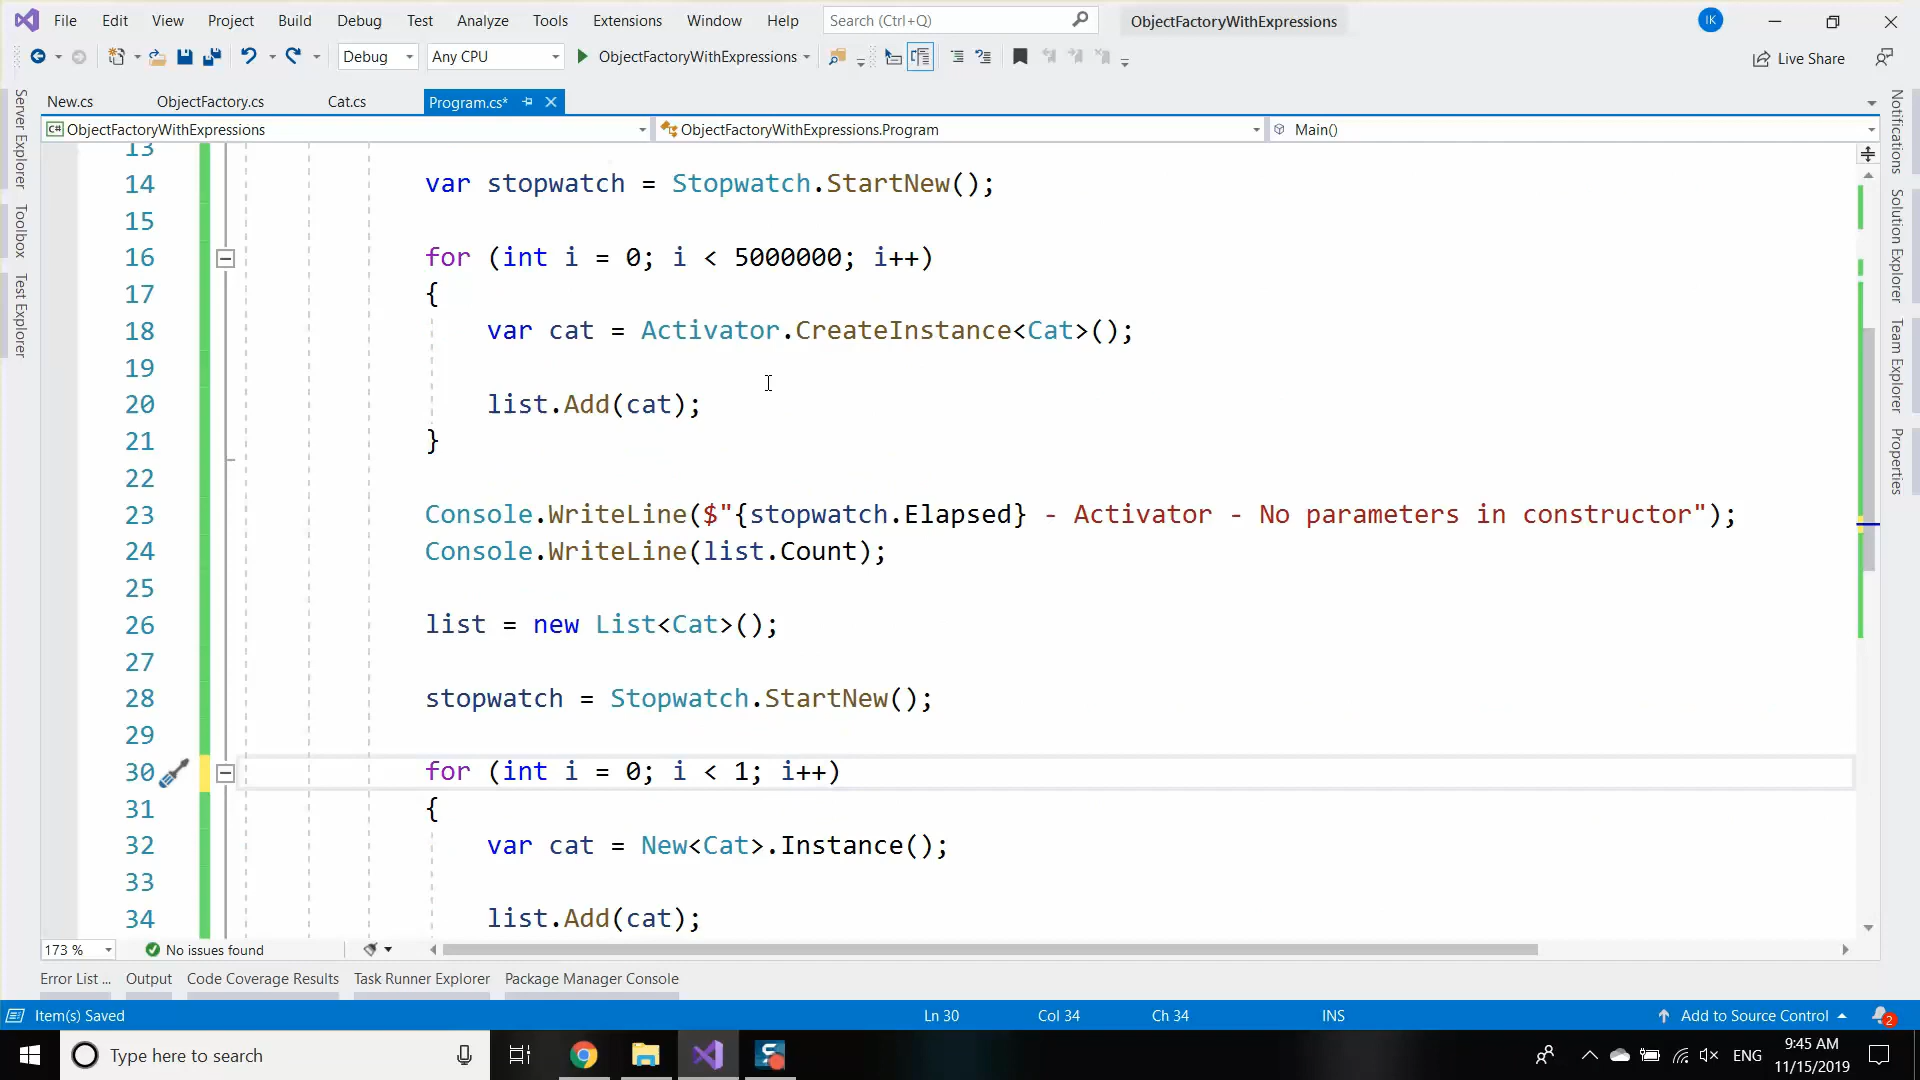 File Edit View Project Build Debug Test Analyze Tools Extensions Window Help Search (Ctrl+Q) ObjectFactoryWithExpressions IK
Debug Any CPU ObjectFactoryWithExpressions Live Share
New.cs ObjectFactory.cs Cat.cs Program.cs*
C# ObjectFactoryWithExpressions ObjectFactoryWithExpressions.Program Main()
Server Explorer
Toolbox
Test Explorer
13
14 var stopwatch = Stopwatch.StartNew();
15
16 for (int i = 0; i < 5000000; i++)
17 {
18 var cat = Activator.CreateInstance<Cat>();
19
20 list.Add(cat);
21 }
22
23 Console.WriteLine($"{stopwatch.Elapsed} - Activator - No parameters in constructor");
24 Console.WriteLine(list.Count);
25
26 list = new List<Cat>();
27
28 stopwatch = Stopwatch.StartNew();
29
30 for (int i = 0; i < 1; i++)
31 {
32 var cat = New<Cat>.Instance();
33
34 list.Add(cat);
Notifications
Solution Explorer
Team Explorer
Properties
173 % No issues found
Error List ... Output Code Coverage Results Task Runner Explorer Package Manager Console
Item(s) Saved Ln 30 Col 34 Ch 34 INS Add to Source Control 2
Type here to search ENG 9:45 AM
11/15/2019